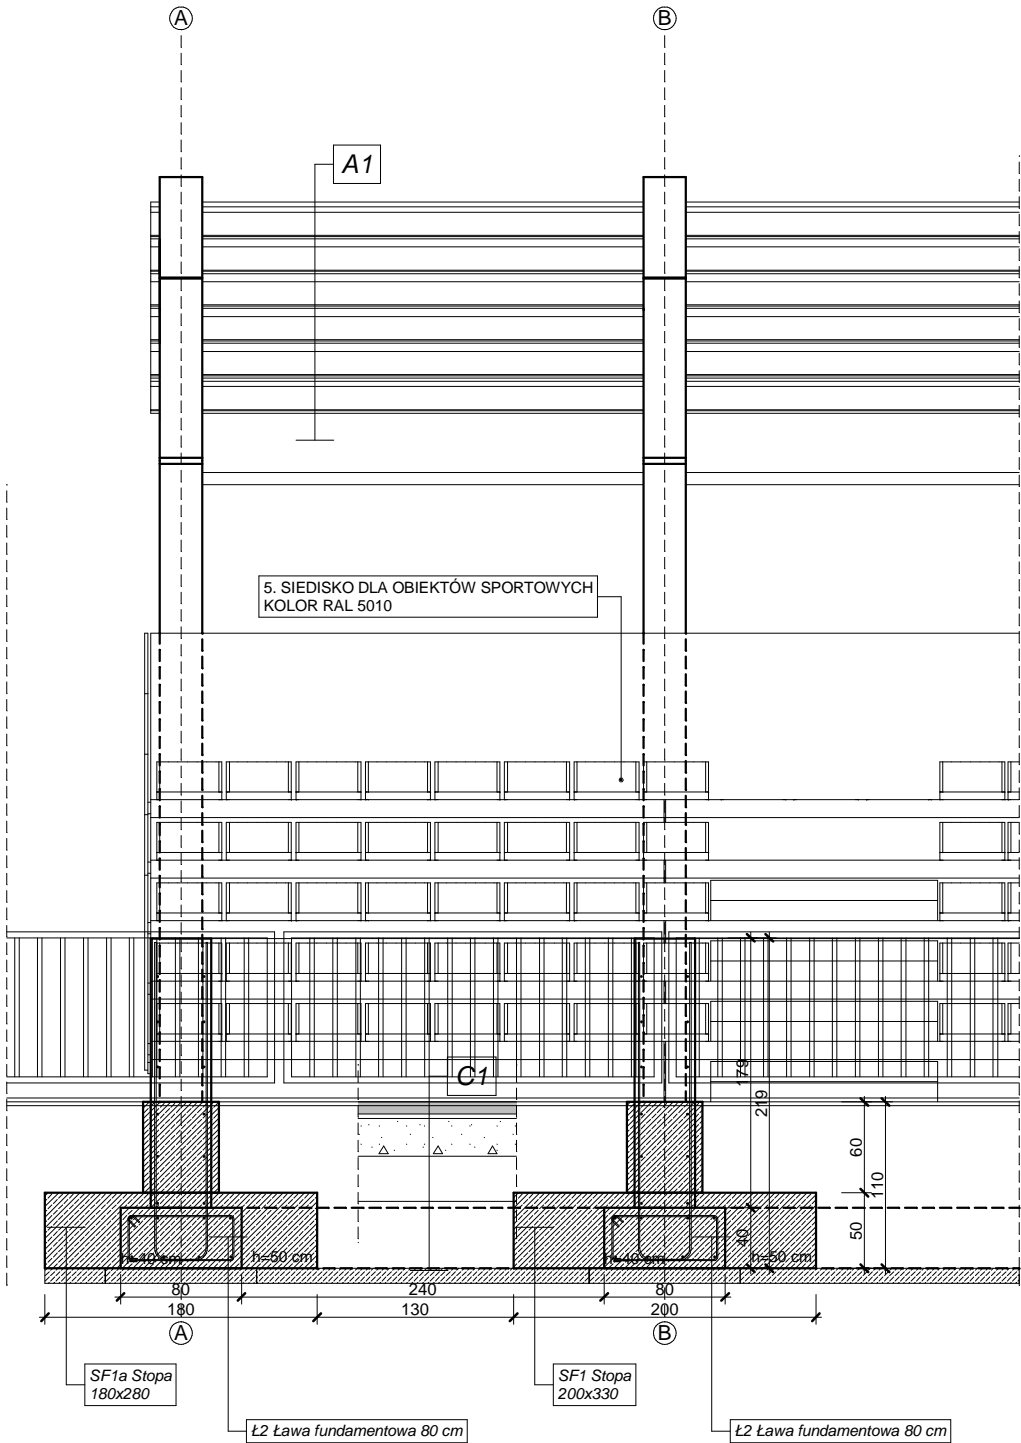 A
B
A1
5. SIEDISKO DLA OBIEKTÓW SPORTOWYCH
KOLOR RAL 5010
C1
179
219
60
110
50
40
h=40 cm
h=50 cm
h=40 cm
h=50 cm
80
240
80
180
130
200
A
B
SF1a Stopa
180x280
SF1 Stopa
200x330
Ł2 Ława fundamentowa 80 cm
Ł2 Ława fundamentowa 80 cm